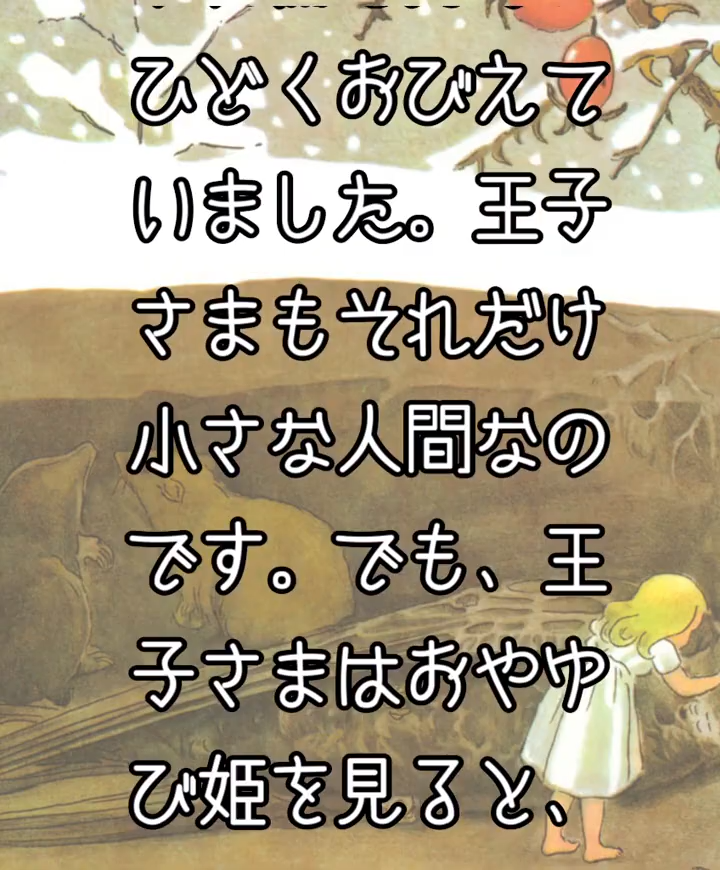 ひどくおびえて
いました。王子
さまもそれだけ
小さな人間なの
です。でも、王
子さまはおやゆ
び姫を見ると、